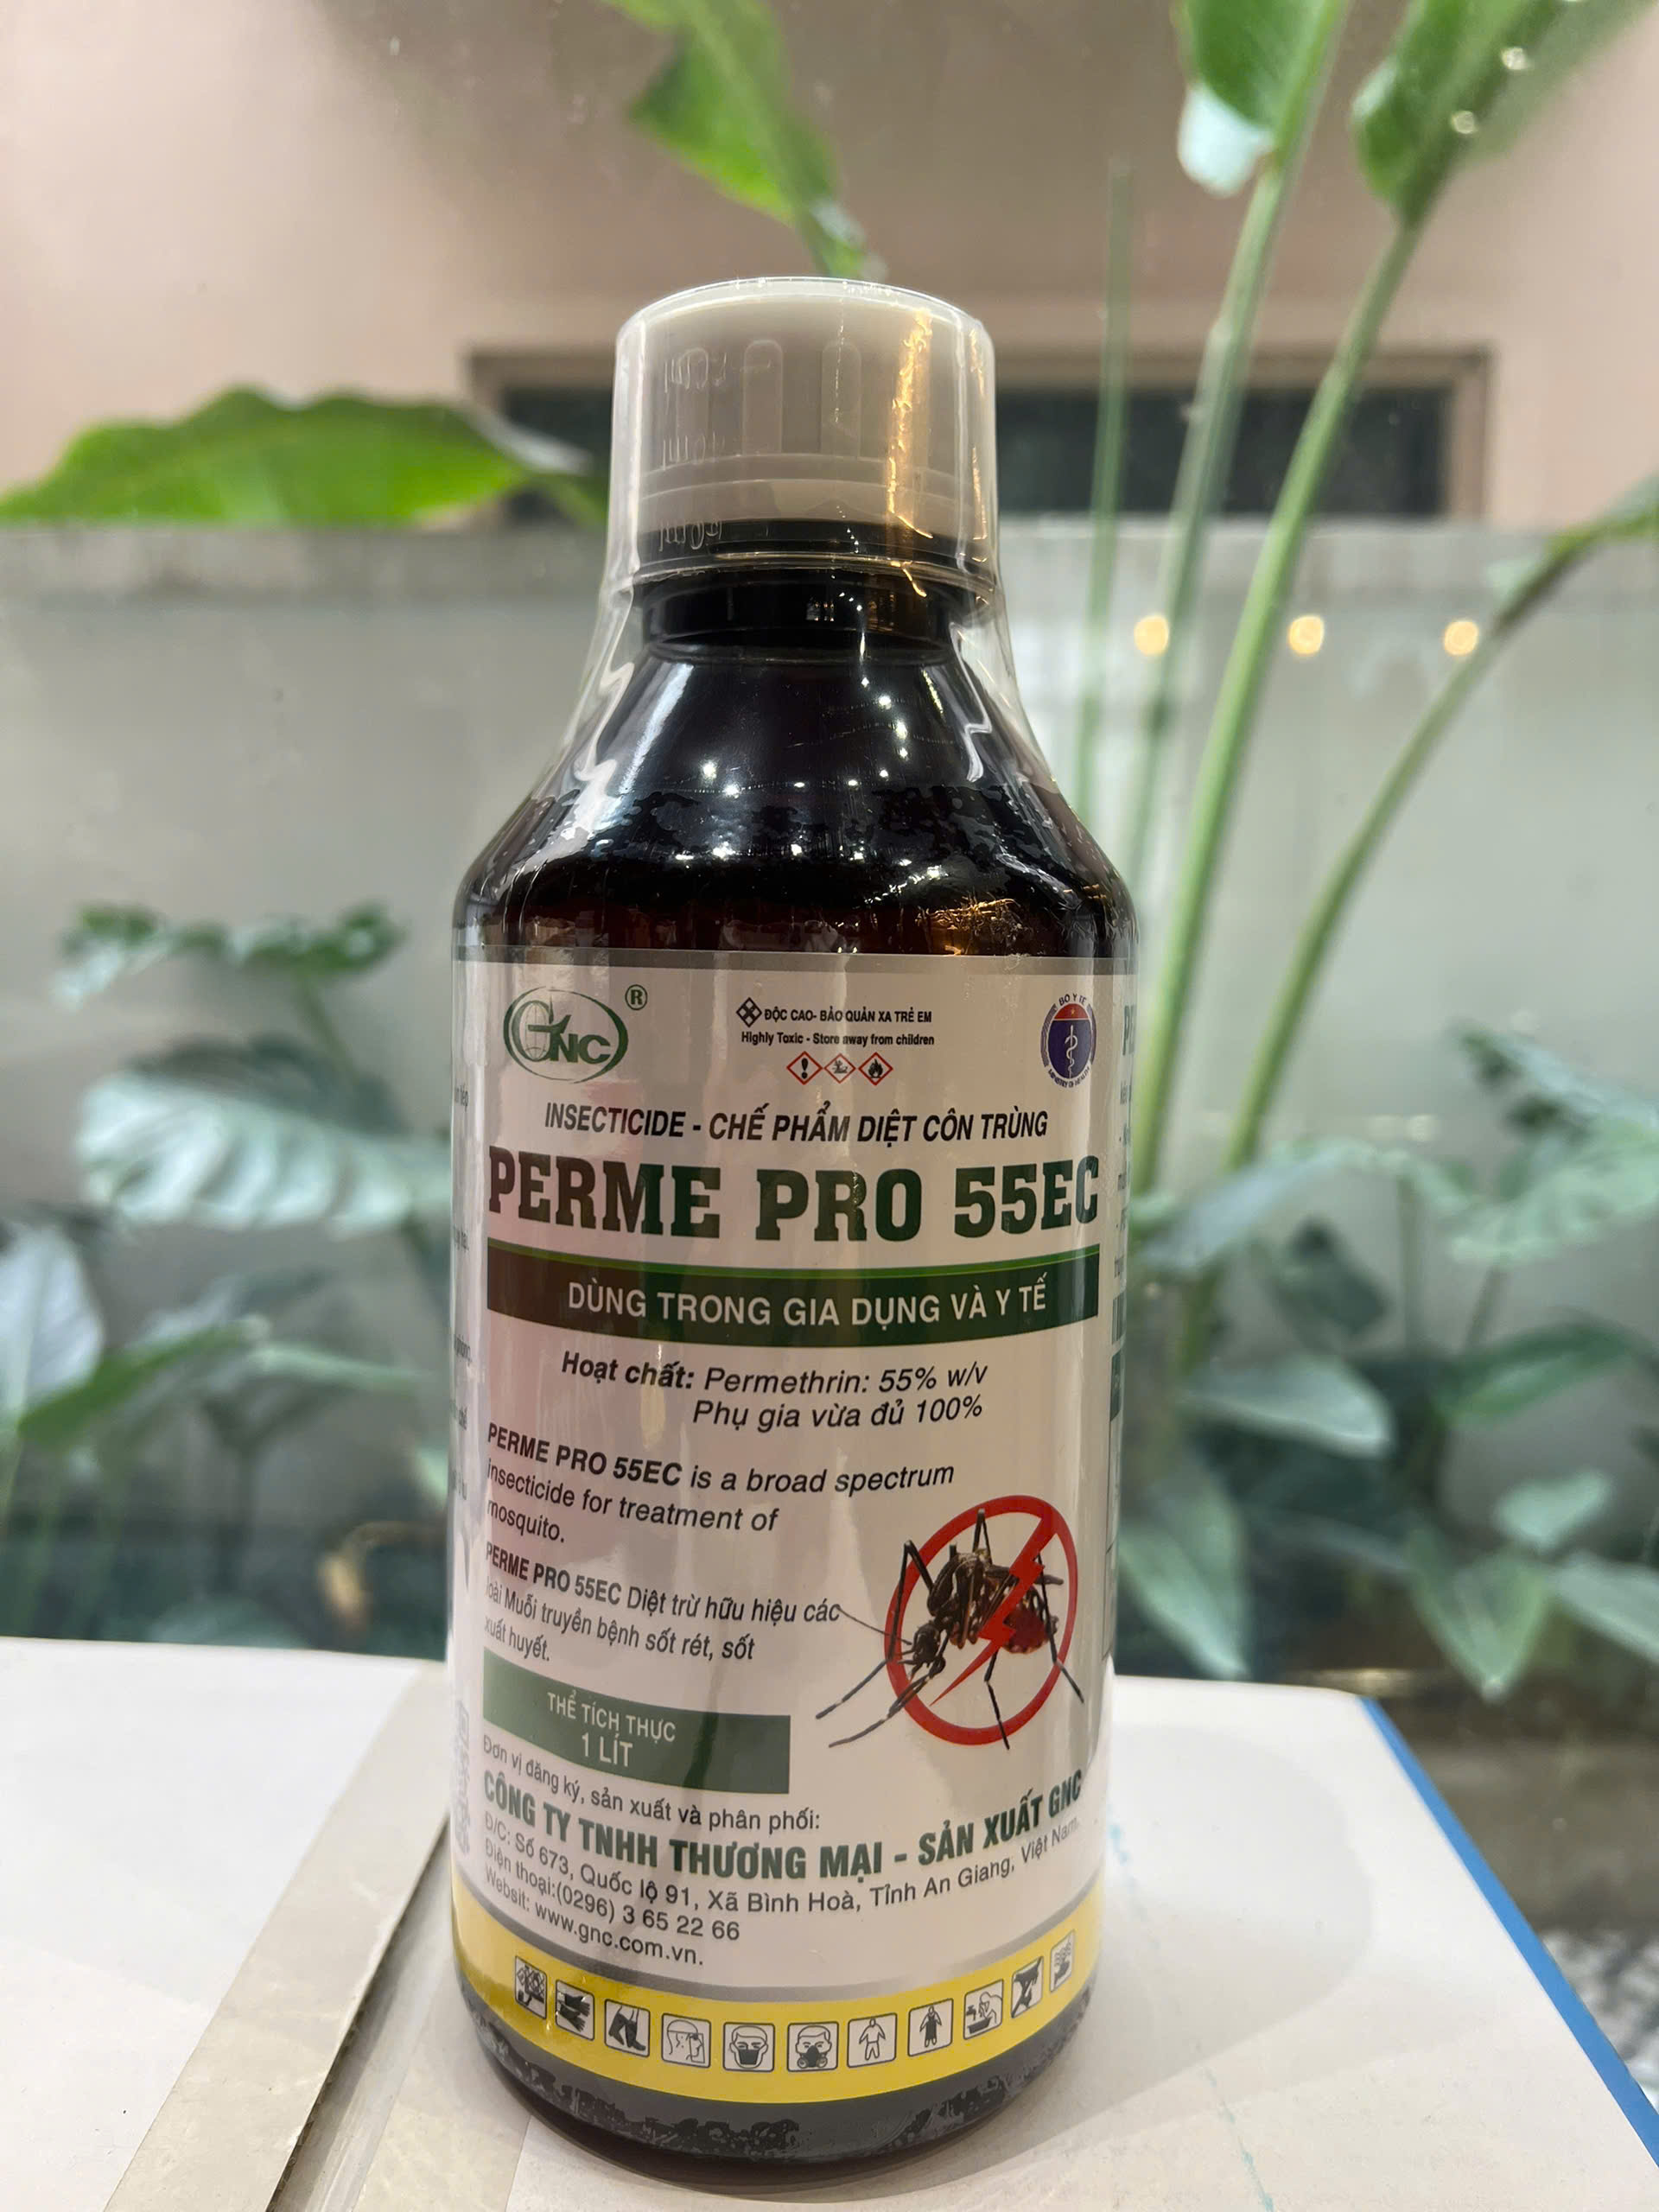 GNC ®
ĐỘC CAO- BẢO QUẢN XA TRẺ EM
Highly Toxic - Store away from children
BỘ Y TẾ
MINISTRY OF HEALTH
INSECTICIDE - CHẾ PHẨM DIỆT CÔN TRÙNG
PERME PRO 55EC
DÙNG TRONG GIA DỤNG VÀ Y TẾ
Hoạt chất: Permethrin: 55% w/v
Phụ gia vừa đủ 100%
PERME PRO 55EC is a broad spectrum
insecticide for treatment of
mosquito.
PERME PRO 55EC Diệt trừ hữu hiệu các
loài Muỗi truyền bệnh sốt rét, sốt
xuất huyết.
THỂ TÍCH THỰC
1 LÍT
Đơn vị đăng ký, sản xuất và phân phối:
CÔNG TY TNHH THƯƠNG MẠI - SẢN XUẤT GNC
Đ/C: Số 673, Quốc lộ 91, Xã Bình Hoà, Tỉnh An Giang, Việt Nam.
Điện thoại:(0296) 3 65 22 66
Websit: www.gnc.com.vn.